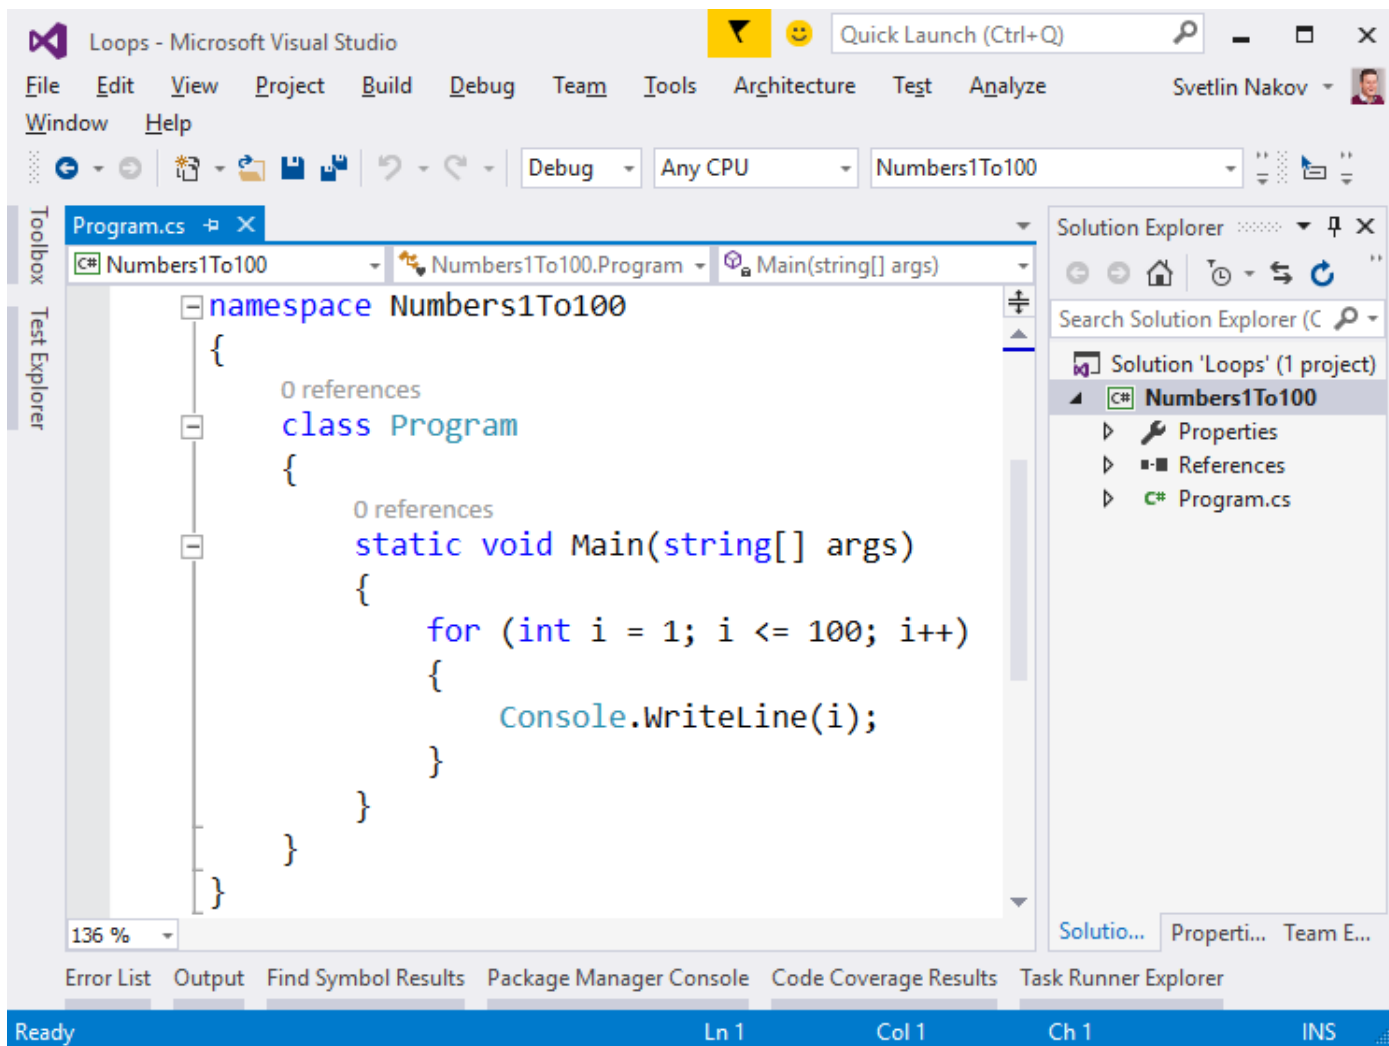 Loops - Microsoft Visual Studio
Quick Launch (Ctrl+Q)
File Edit View Project Build Debug Team Tools Architecture Test Analyze
Svetlin Nakov
Window Help
Debug
Any CPU
Numbers1To100
Toolbox
Test Explorer
Program.cs
C# Numbers1To100
Numbers1To100.Program
Main(string[] args)
namespace Numbers1To100
{
0 references
class Program
{
0 references
static void Main(string[] args)
{
for (int i = 1; i <= 100; i++)
{
Console.WriteLine(i);
}
}
}
}
136 %
Solution Explorer
Search Solution Explorer (C
Solution 'Loops' (1 project)
C# Numbers1To100
Properties
References
C# Program.cs
Solutio... Properti... Team E...
Error List Output Find Symbol Results Package Manager Console Code Coverage Results Task Runner Explorer
Ready Ln 1 Col 1 Ch 1 INS